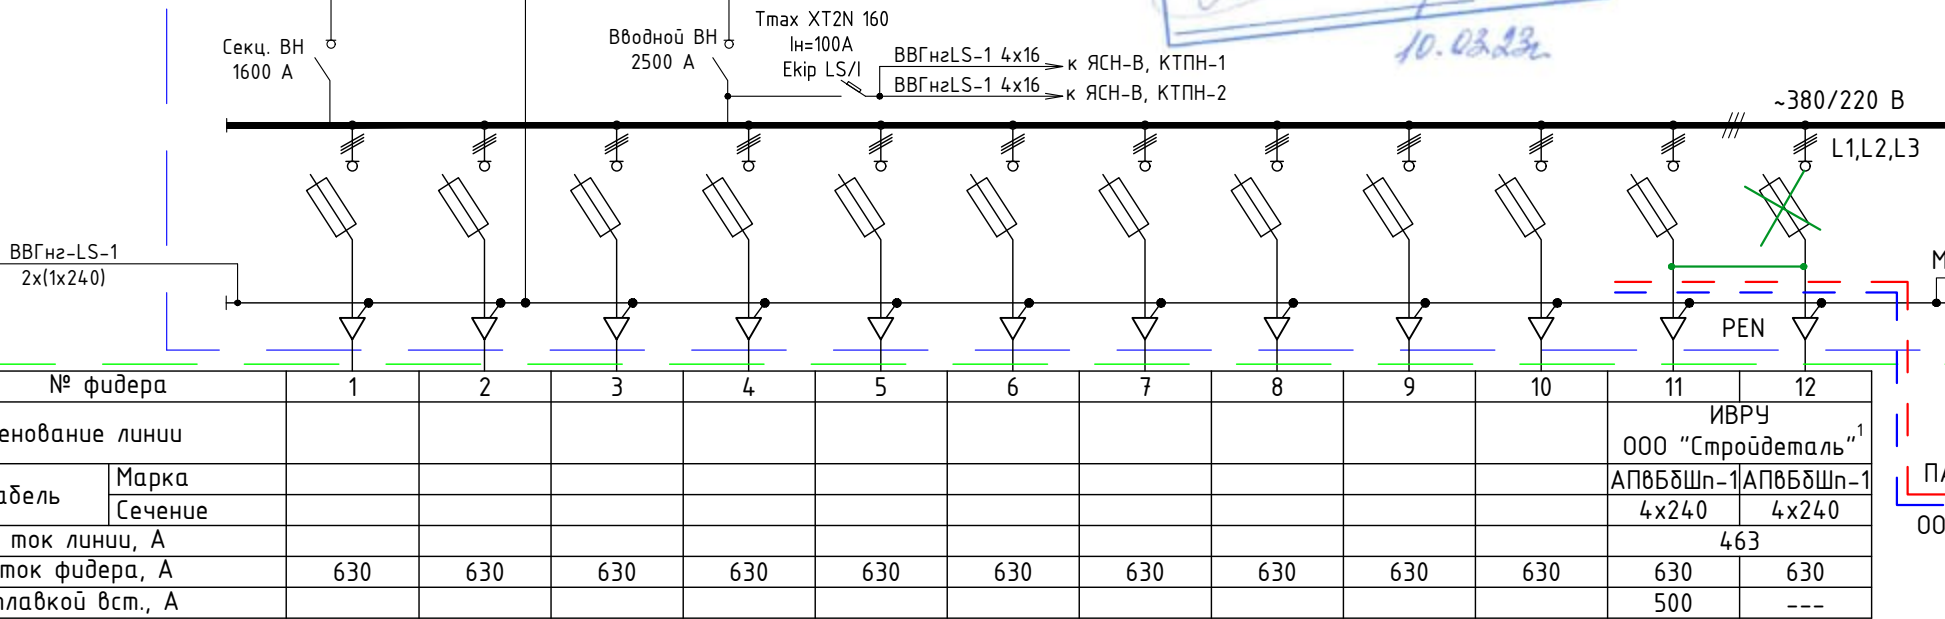 10.03.23г
Tmax XT2N 160
Iн=100А
Ekip LS/I
Секц. ВН
1600 А
Вводной ВН
2500 А
ВВГнгLS-1 4х16
к ЯСН-В, КТПН-1
ВВГнгLS-1 4х16
к ЯСН-В, КТПН-2
~380/220 В
L1,L2,L3
ВВГнг-LS-1
2х(1х240)
М
PEN
№ фидера 1 2 3 4 5 6 7 8 9 10 11 12
енование линии
ИВРУ
ООО "Стройдеталь"1
абель
Марка АПвБбШп-1 АПвБбШп-1
Сечение 4х240 4х240
ПА
ОО
ток линии, А 463
ток фидера, А 630 630 630 630 630 630 630 630 630 630 630 630
плавкой вст., А 500 ---